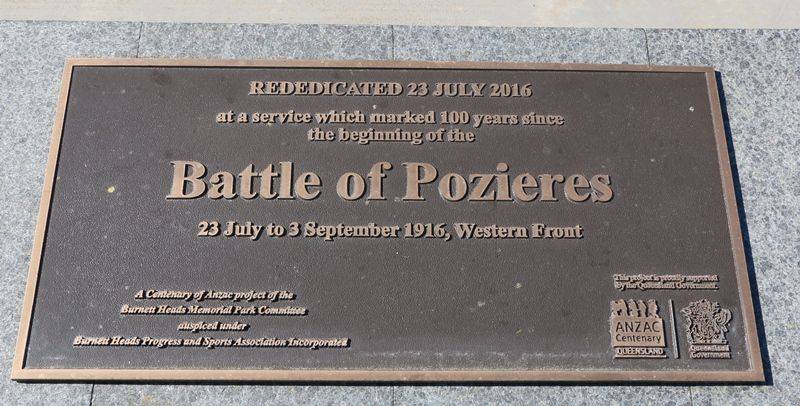 REDEDICATED 23 JULY 2016
at a service which marked 100 years since
the beginning of the
Battle of Pozieres
23 July to 3 September 1916, Western Front
A Centenary of Anzac project of the
Burnett Heads Memorial Park Committee
auspiced under
Burnett Heads Progress and Sports Association Incorporated
This project is proudly supported
by the Queensland Government.
ANZAC
Centenary
QUEENSLAND
Queensland
Government